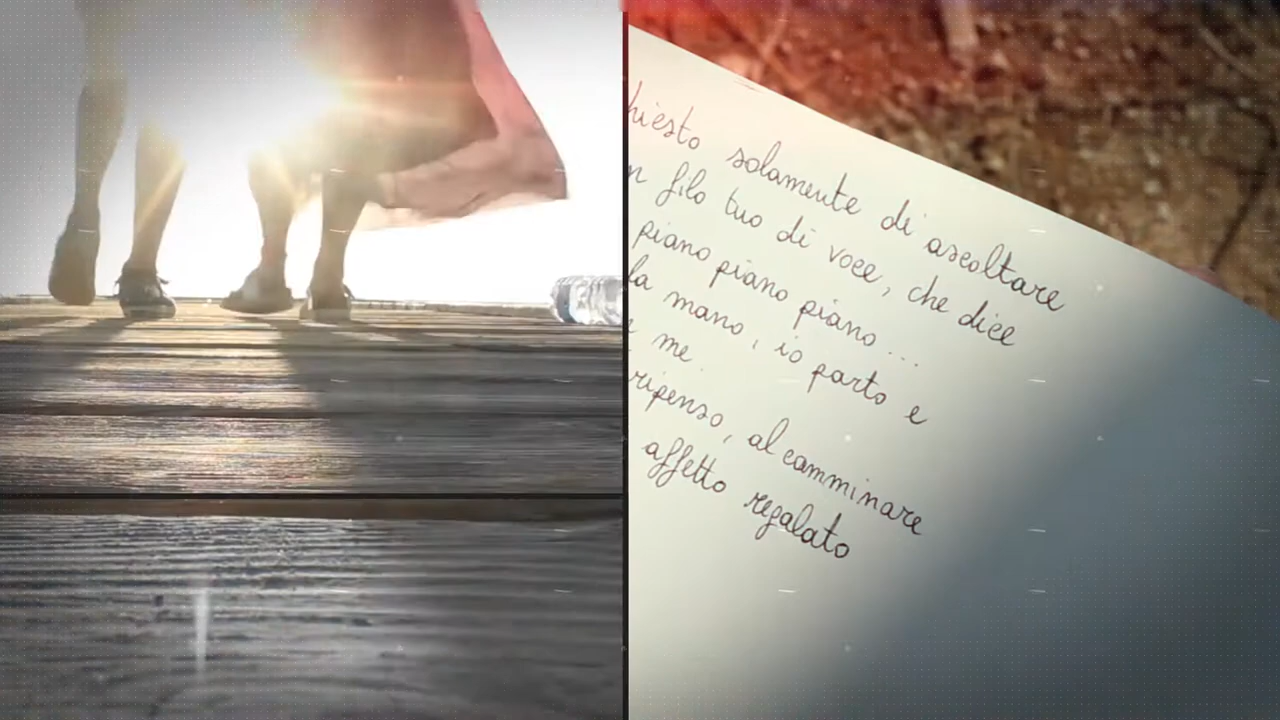 hiesto solamente di ascoltare
n filo tuo di voce, che dice
piano piano piano...
la mano, io parto e
e me.
ripenso, al camminare
affetto regalato